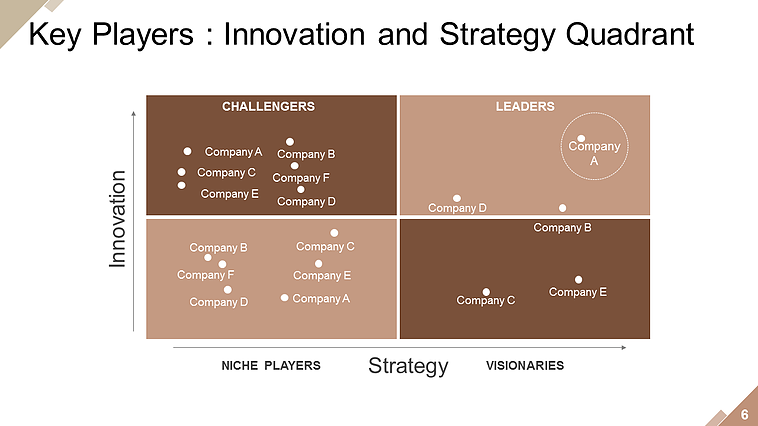 Key Players : Innovation and Strategy Quadrant
CHALLENGERS
LEADERS
Company A
Company B
Company C
Company F
Company E
Company D
Company
A
Company D
Company B
Innovation
Company B
Company C
Company F
Company E
Company D
Company A
Company C
Company E
NICHE PLAYERS
Strategy
VISIONARIES
6